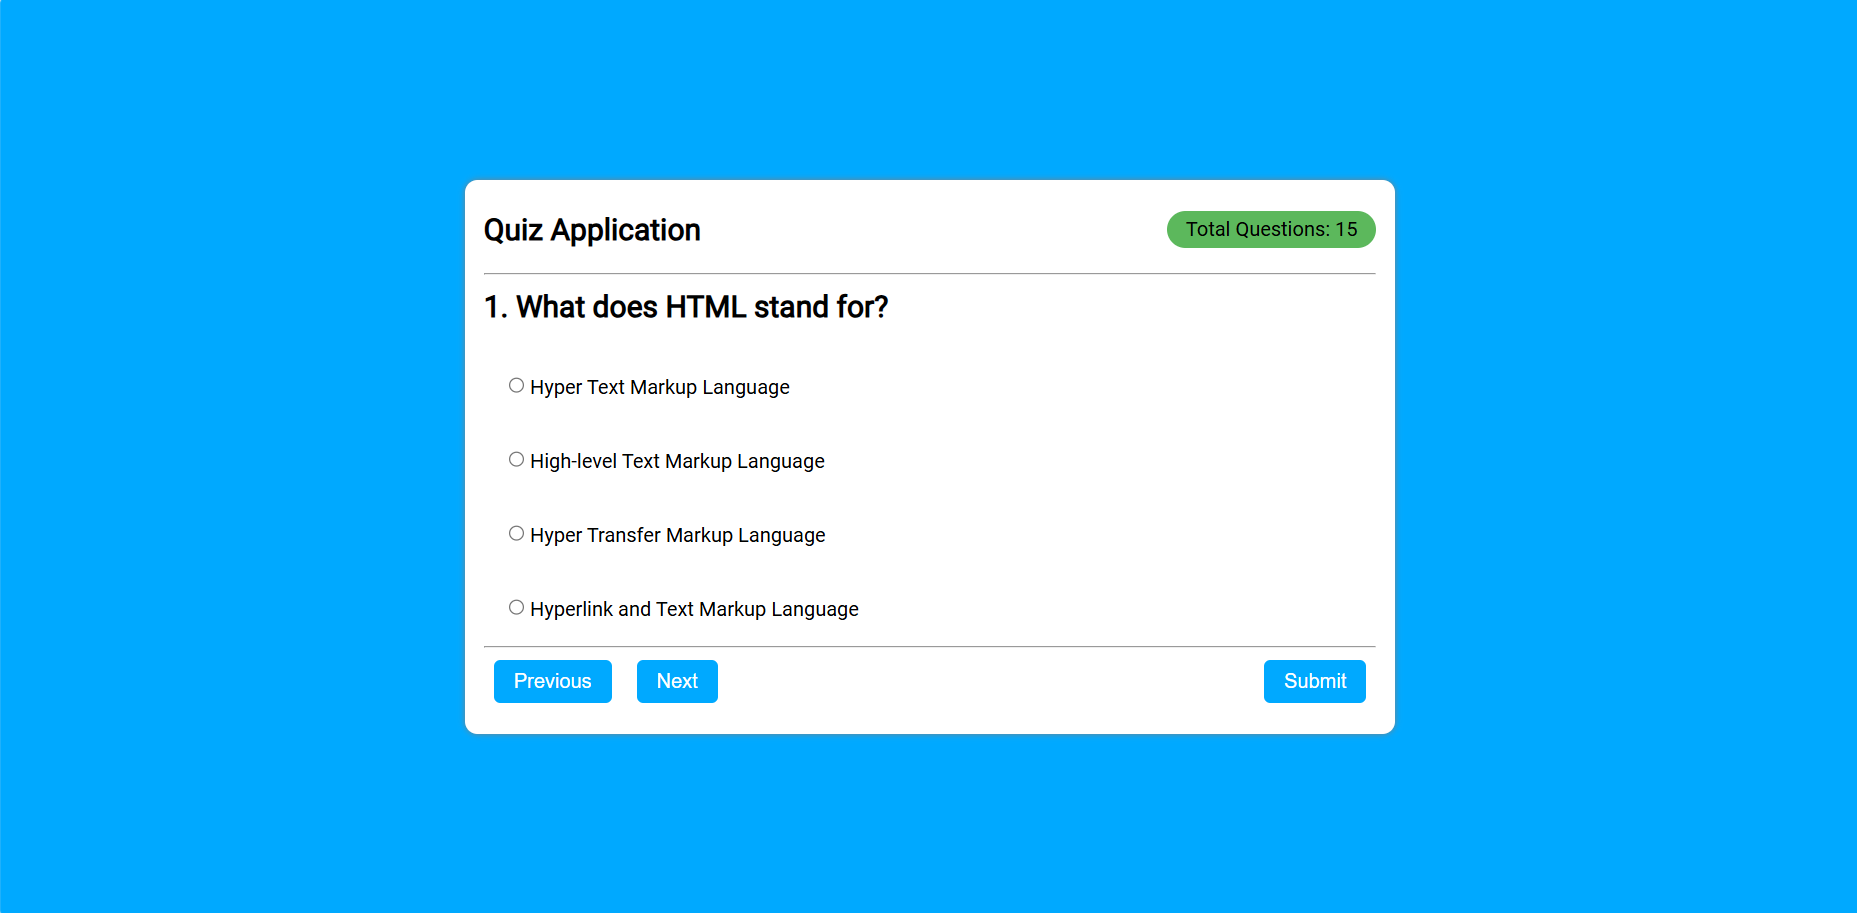 Quiz Application
Total Questions: 15
1. What does HTML stand for?
Hyper Text Markup Language
High-level Text Markup Language
Hyper Transfer Markup Language
Hyperlink and Text Markup Language
Previous
Next
Submit